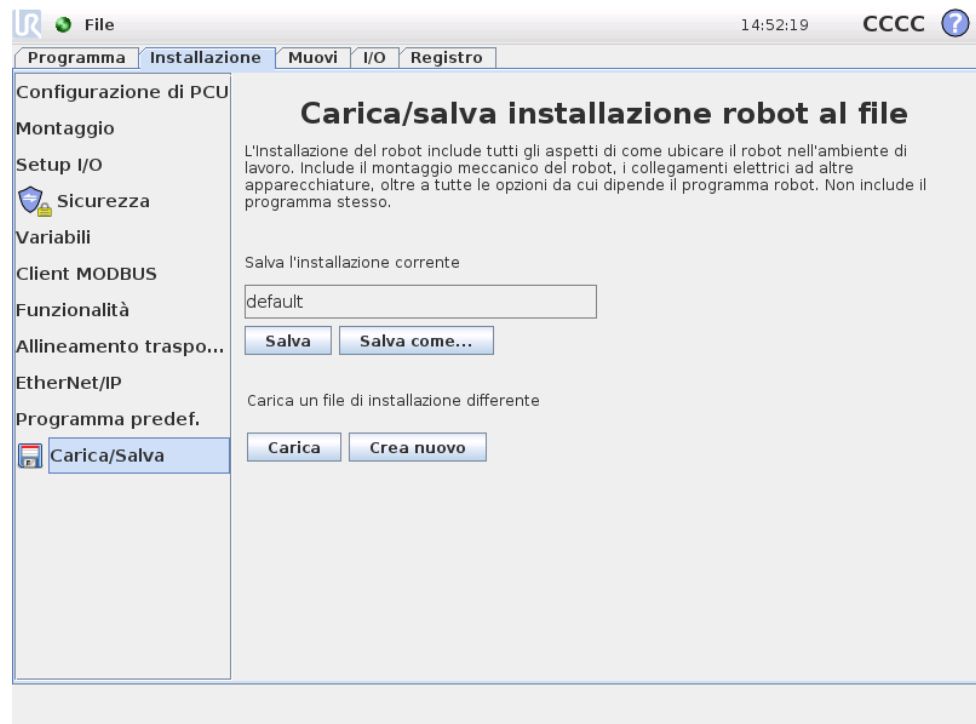 UR File 14:52:19 CCCC ?
Programma Installazione Muovi I/O Registro
Configurazione di PCU
Montaggio
Setup I/O
Sicurezza
Variabili
Client MODBUS
Funzionalità
Allineamento traspo...
EtherNet/IP
Programma predef.
Carica/Salva
Carica/salva installazione robot al file
L'Installazione del robot include tutti gli aspetti di come ubicare il robot nell'ambiente di
lavoro. Include il montaggio meccanico del robot, i collegamenti elettrici ad altre
apparecchiature, oltre a tutte le opzioni da cui dipende il programma robot. Non include il
programma stesso.
Salva l'installazione corrente
default
Salva Salva come...
Carica un file di installazione differente
Carica Crea nuovo